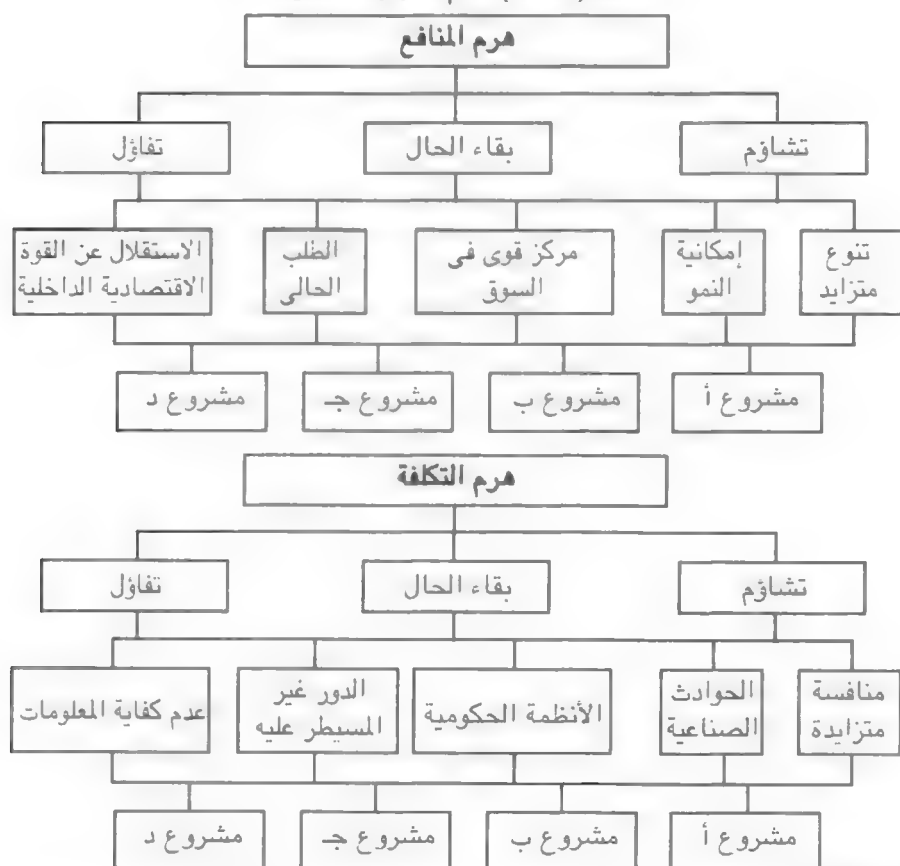 هرم المنافع
تشاؤم
بقاء الحال
تفاؤل
تنوع
متزايد
إمكانية
النمو
مركز قوى فى
السوق
الطلب
الحالى
الاستقلال عن القوة
الاقتصادية الداخلية
مشروع أ
مشروع ب
مشروع جـ
مشروع د
هرم التكلفة
تشاؤم
بقاء الحال
تفاؤل
منافسة
متزايدة
الحوادث
الصناعية
الأنظمة الحكومية
الدور غير
المسيطر عليه
عدم كفاية المعلومات
مشروع أ
مشروع ب
مشروع جـ
مشروع د